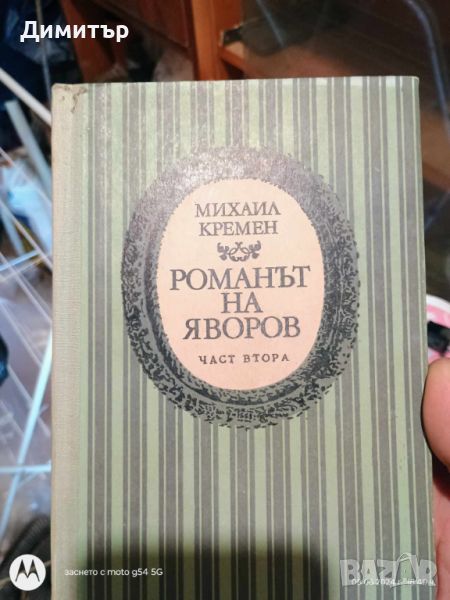 Димитър
МИХАИЛ
КРЕМЕН
РОМАНЪТ
НА
ЯВОРОВ
ЧАСТ ВТОРА
заснето с moto g54 5G